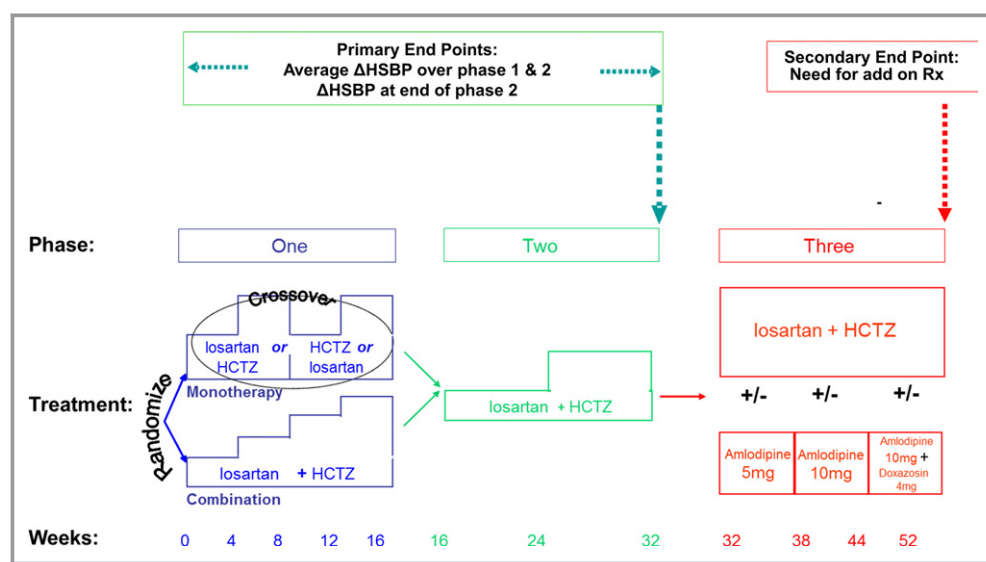 Primary End Points:
Average ΔHSBP over phase 1 & 2
ΔHSBP at end of phase 2
Secondary End Point:
Need for add on Rx
-
Phase:
One
Two
Three
Treatment:
Randomize
Crossover
losartan or
HCTZ
HCTZ or
losartan
Monotherapy
losartan + HCTZ
Combination
losartan + HCTZ
losartan + HCTZ
+/- +/- +/-
Amlodipine
5mg
Amlodipine
10mg
Amlodipine
10mg +
Doxazosin
4mg
Weeks: 0 4 8 12 16 16 24 32 32 38 44 52